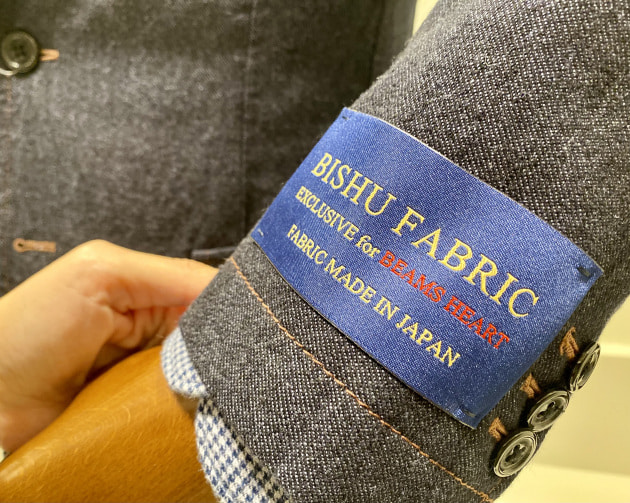 BISHU FABRIC
EXCLUSIVE for BEAMS HEART
FABRIC MADE IN JAPAN